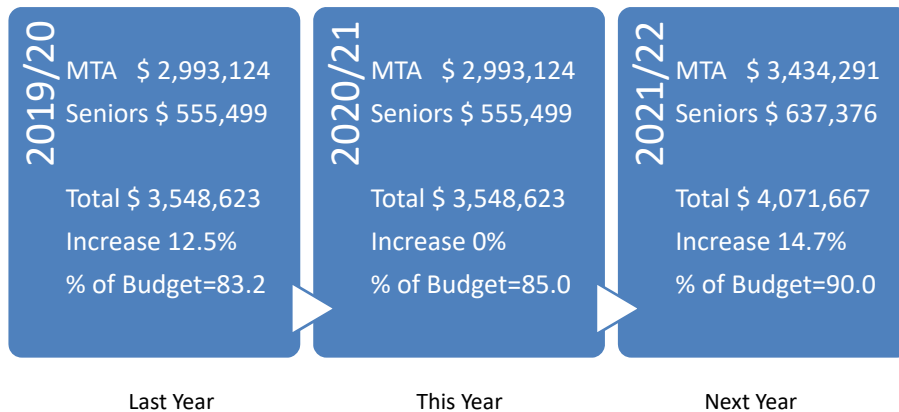 2019/20
MTA $ 2,993,124
Seniors $ 555,499
Total $ 3,548,623
Increase 12.5%
% of Budget=83.2
2020/21
MTA $ 2,993,124
Seniors $ 555,499
Total $ 3,548,623
Increase 0%
% of Budget=85.0
2021/22
MTA $ 3,434,291
Seniors $ 637,376
Total $ 4,071,667
Increase 14.7%
% of Budget=90.0
Last Year
This Year
Next Year